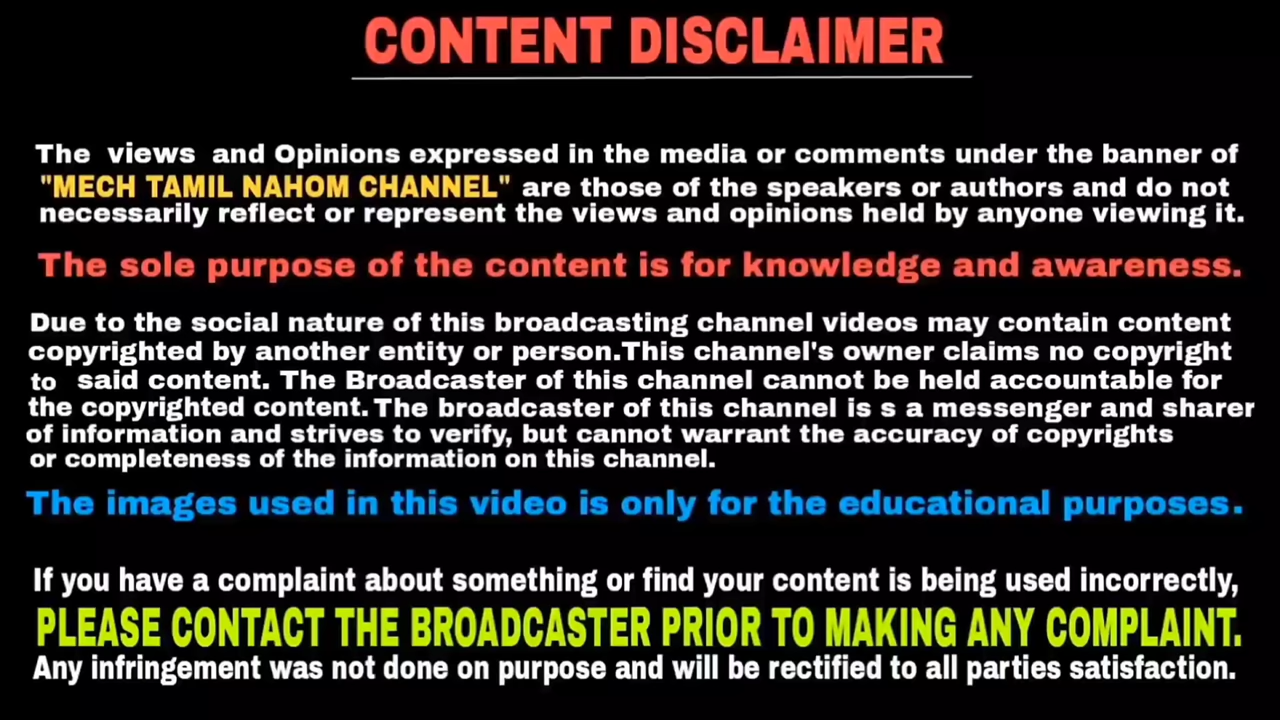 CONTENT DISCLAIMER
The views and Opinions expressed in the media or comments under the banner of
"MECH TAMIL NAHOM CHANNEL" are those of the speakers or authors and do not
necessarily reflect or represent the views and opinions held by anyone viewing it.
The sole purpose of the content is for knowledge and awareness.
Due to the social nature of this broadcasting channel videos may contain content
copyrighted by another entity or person.This channel's owner claims no copyright
to said content. The Broadcaster of this channel cannot be held accountable for
the copyrighted content. The broadcaster of this channel is s a messenger and sharer
of information and strives to verify, but cannot warrant the accuracy of copyrights
or completeness of the information on this channel.
The images used in this video is only for the educational purposes.
If you have a complaint about something or find your content is being used incorrectly,
PLEASE CONTACT THE BROADCASTER PRIOR TO MAKING ANY COMPLAINT.
Any infringement was not done on purpose and will be rectified to all parties satisfaction.